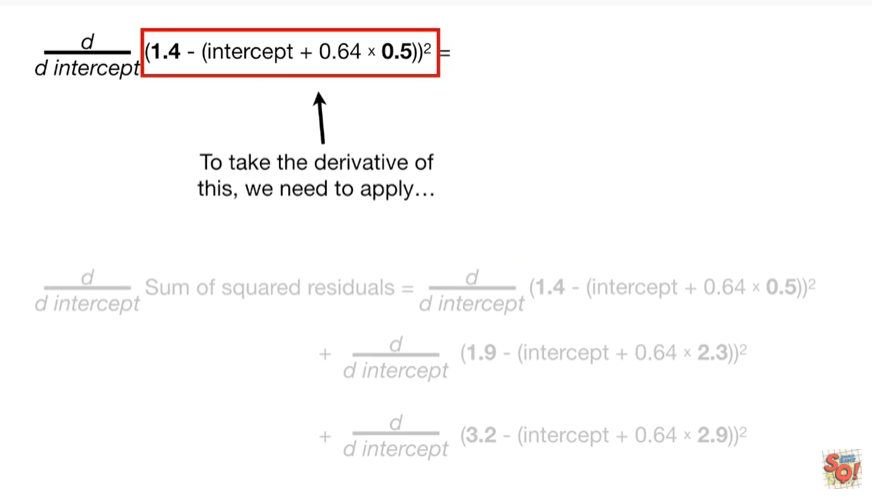 d/d intercept (1.4 - (intercept + 0.64 × 0.5))² =
To take the derivative of
this, we need to apply…
d/d intercept Sum of squared residuals = d/d intercept (1.4 - (intercept + 0.64 × 0.5))²
+ d/d intercept (1.9 - (intercept + 0.64 × 2.3))²
+ d/d intercept (3.2 - (intercept + 0.64 × 2.9))²
SQ!